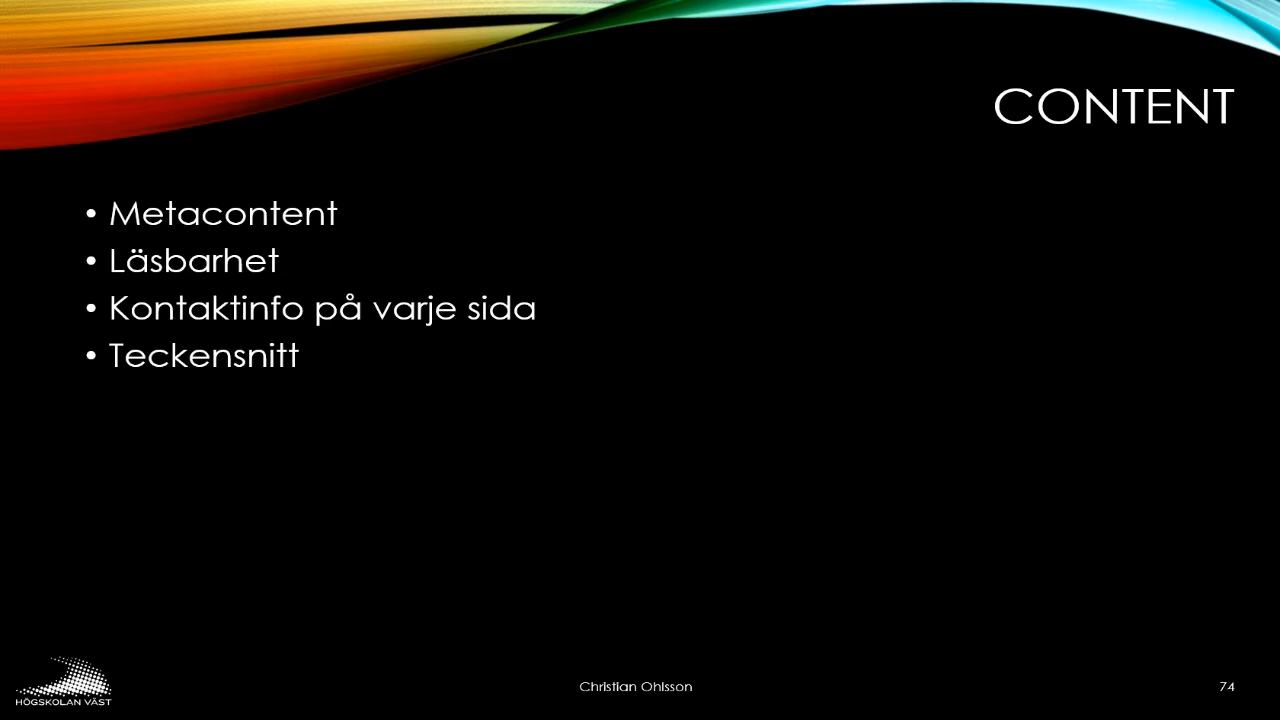 CONTENT
• Metacontent
• Läsbarhet
• Kontaktinfo på varje sida
• Teckensnitt
HÖGSKOLAN VÄST
Christian Ohlsson
74